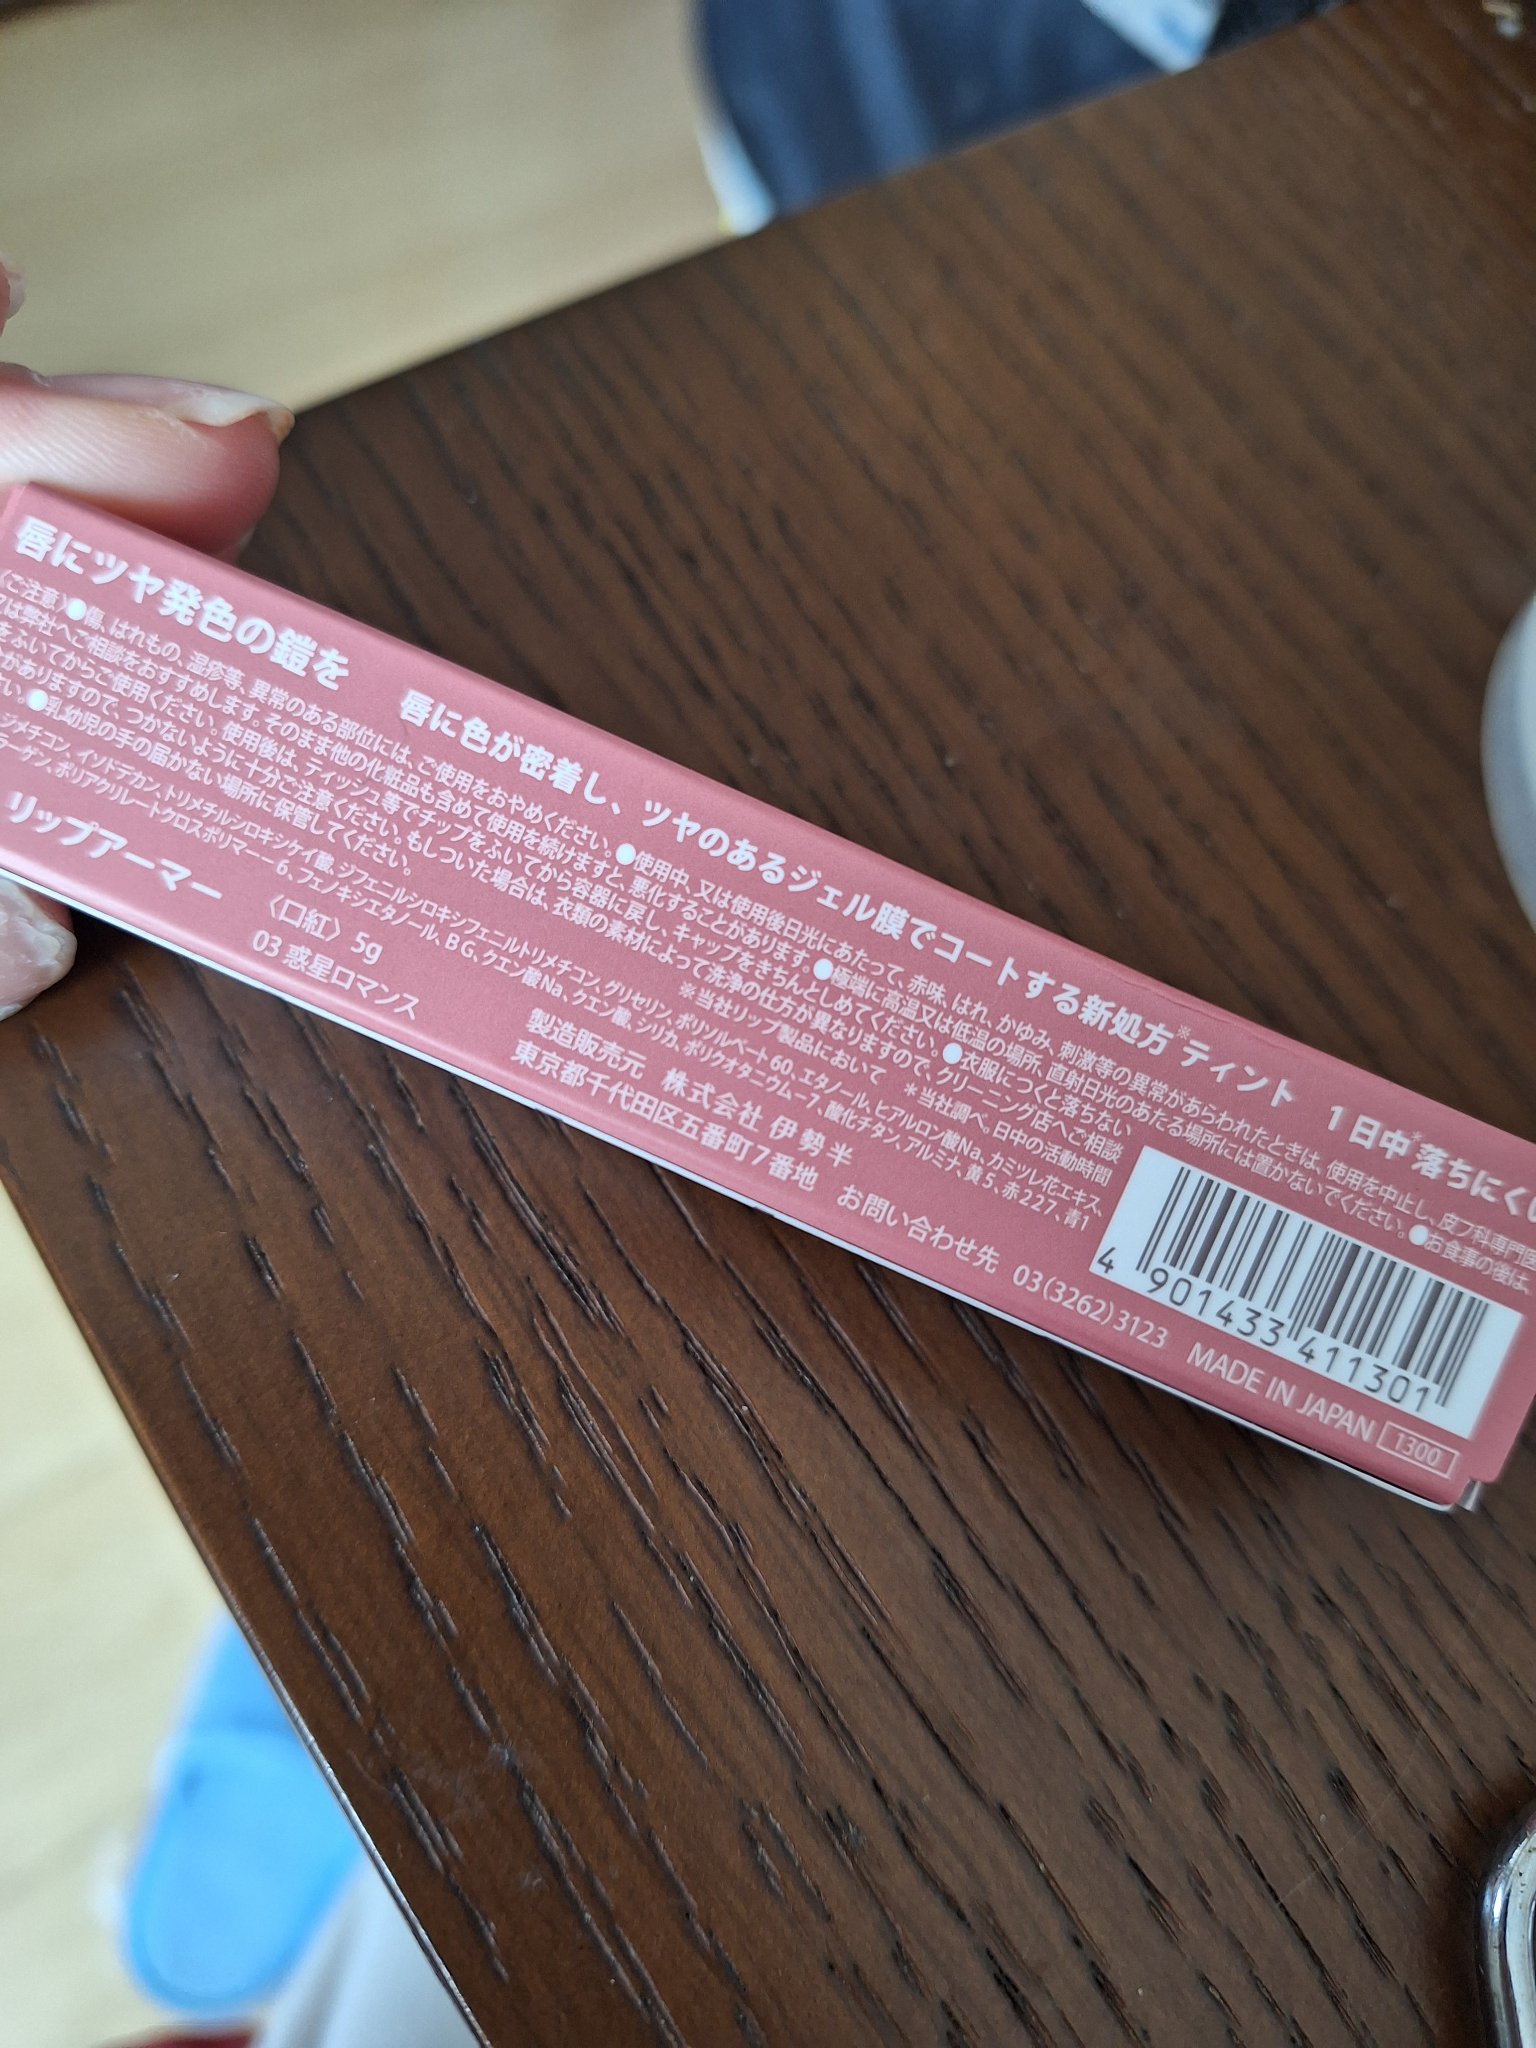 唇にツヤ発色の鎧を
唇に色が密着し、ツヤのあるジェル膜でコートする新処方※ティント 1日中*落ちにくい
〈ご注意〉●傷、はれもの、湿疹等、異常のある部位には、ご使用をおやめください。●使用中、又は使用後日光にあたって、赤味、はれ、かゆみ、刺激等の異常があらわれたときは、使用を中止し、皮フ科専門医
又は弊社へご相談をおすすめします。そのまま他の化粧品も含めて使用を続けますと、悪化することがあります。●極端に高温又は低温の場所、直射日光のあたる場所には置かないでください。●お食事の後は、
をふいてからご使用ください。使用後は、ティッシュ等でチップをふいてから容器に戻し、キャップをきちんとしめてください。●衣服につくと落ちない
がありますので、つかないように十分ご注意ください。もしついた場合は、衣類の素材によって洗浄の仕方が異なりますので、クリーニング店へご相談
さい。●乳幼児の手の届かない場所に保管してください。
※当社リップ製品において *当社調べ。日中の活動時間
ジメチコン、イソドデカン、トリメチルシロキシケイ酸、ジフェニルシロキシフェニルトリメチコン、グリセリン、ポリソルベート60、エタノール、ヒアルロン酸Na、カミツレ花エキス、
ラーゲン、ポリアクリレートクロスポリマー-6、フェノキシエタノール、BG、クエン酸Na、クエン酸、シリカ、ポリクオタニウム-7、酸化チタン、アルミナ、黄5、赤227、青1
リップアーマー
〈口紅〉5g
03 惑星ロマンス
製造販売元 株式会社 伊勢半
東京都千代田区五番町7番地 お問い合わせ先 03(3262)3123 MADE IN JAPAN 1300
4 901433 411301